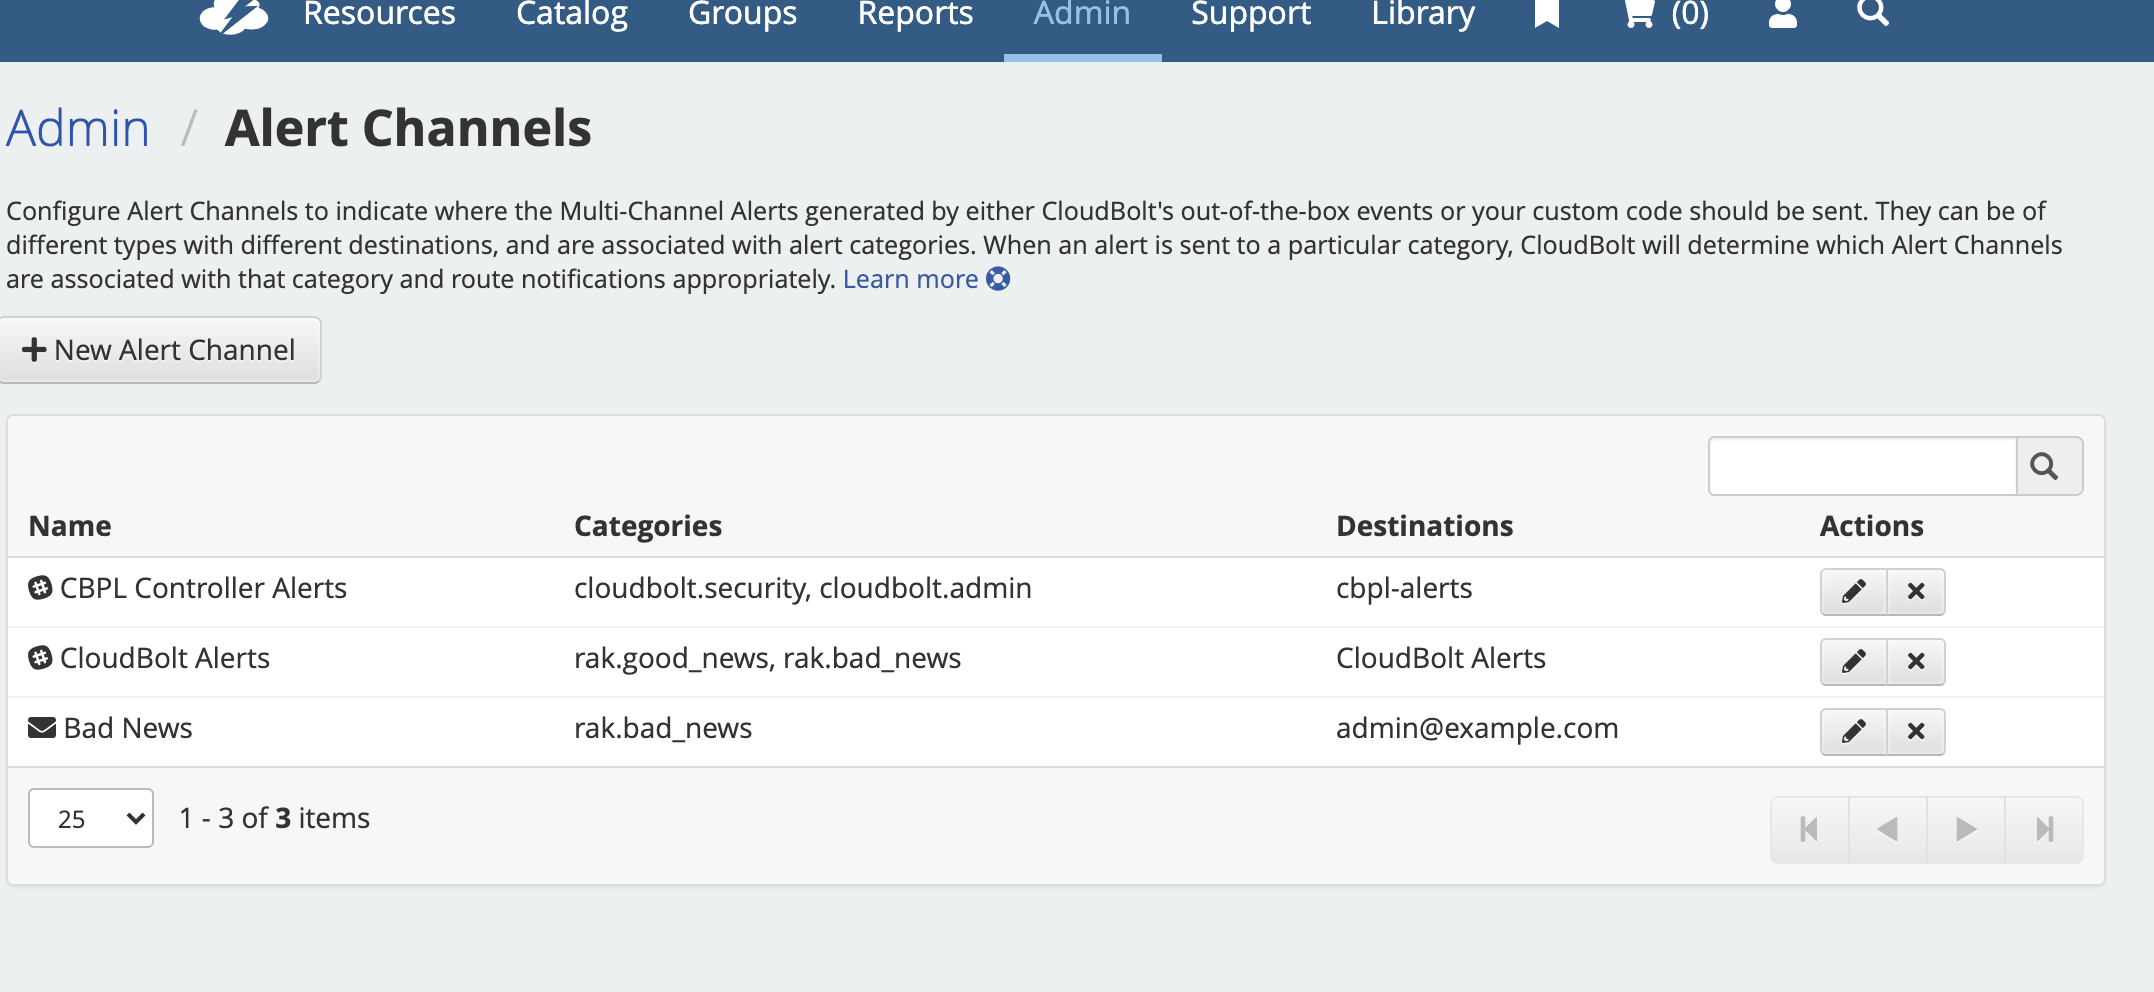 Resources Catalog Groups Reports Admin Support Library (0)
Admin / Alert Channels
Configure Alert Channels to indicate where the Multi-Channel Alerts generated by either CloudBolt's out-of-the-box events or your custom code should be sent. They can be of
different types with different destinations, and are associated with alert categories. When an alert is sent to a particular category, CloudBolt will determine which Alert Channels
are associated with that category and route notifications appropriately. Learn more
New Alert Channel
Name Categories Destinations Actions
CBPL Controller Alerts cloudbolt.security, cloudbolt.admin cbpl-alerts
CloudBolt Alerts rak.good_news, rak.bad_news CloudBolt Alerts
Bad News rak.bad_news admin@example.com
25 1 - 3 of 3 items